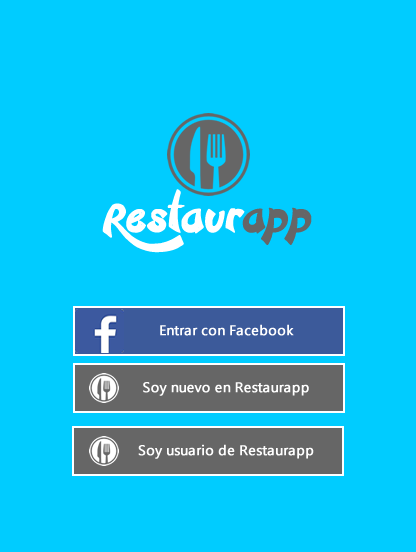 Restaurapp
Entrar con Facebook
Soy nuevo en Restaurapp
Soy usuario de Restaurapp